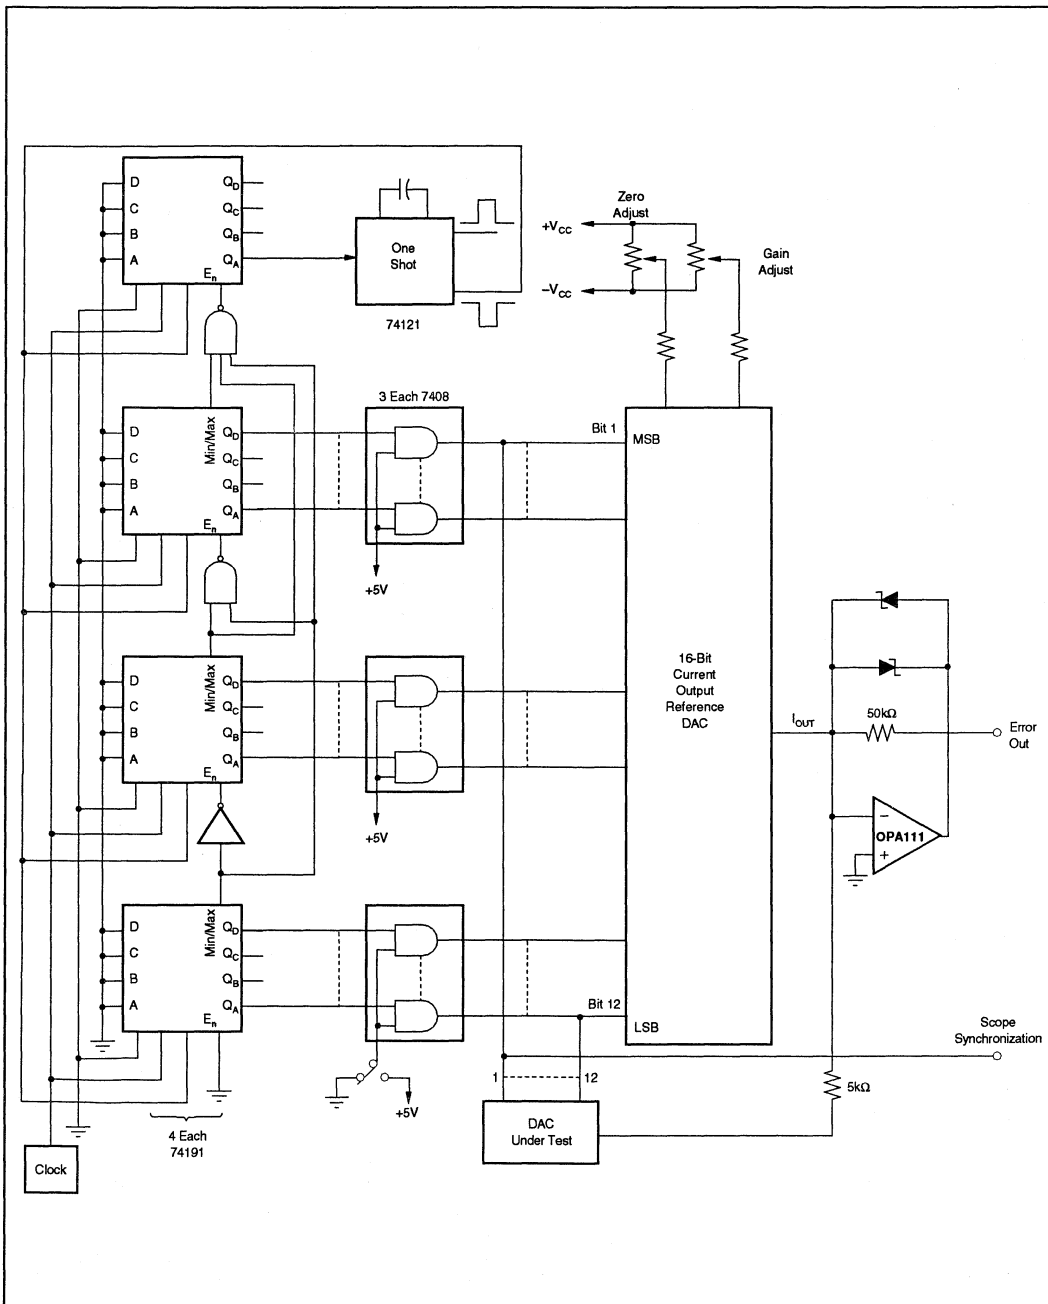 D
C
B
A
Q_D
Q_C
Q_B
Q_A
E_n
One
Shot
74121
Zero
Adjust
+V_CC
−V_CC
Gain
Adjust
D
C
B
A
Min/Max
Q_D
Q_C
Q_B
Q_A
E_n
3 Each 7408
+5V
Bit 1
MSB
D
C
B
A
Min/Max
Q_D
Q_C
Q_B
Q_A
E_n
+5V
16-Bit
Current
Output
Reference
DAC
I_OUT
50kΩ
Error
Out
−
OPA111
+
D
C
B
A
Min/Max
Q_D
Q_C
Q_B
Q_A
E_n
Bit 12
LSB
+5V
1
12
Scope
Synchronization
5kΩ
DAC
Under Test
4 Each
74191
Clock